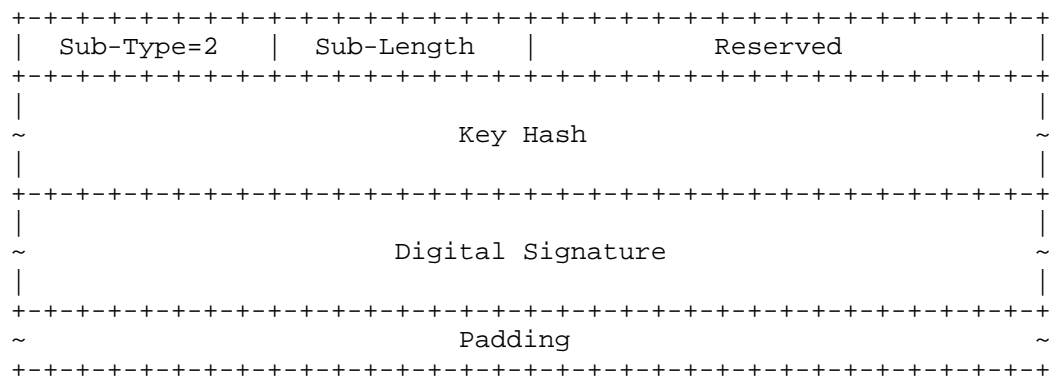 +-+-+-+-+-+-+-+-+-+-+-+-+-+-+-+-+-+-+-+-+-+-+-+-+-+-+-+-+-+-+-+-+
|  Sub-Type=2   |  Sub-Length   |           Reserved            |
+-+-+-+-+-+-+-+-+-+-+-+-+-+-+-+-+-+-+-+-+-+-+-+-+-+-+-+-+-+-+-+-+
|                                                               |
~                           Key Hash                            ~
|                                                               |
+-+-+-+-+-+-+-+-+-+-+-+-+-+-+-+-+-+-+-+-+-+-+-+-+-+-+-+-+-+-+-+-+
|                                                               |
~                       Digital Signature                       ~
|                                                               |
+-+-+-+-+-+-+-+-+-+-+-+-+-+-+-+-+-+-+-+-+-+-+-+-+-+-+-+-+-+-+-+-+
~                           Padding                             ~
+-+-+-+-+-+-+-+-+-+-+-+-+-+-+-+-+-+-+-+-+-+-+-+-+-+-+-+-+-+-+-+-+